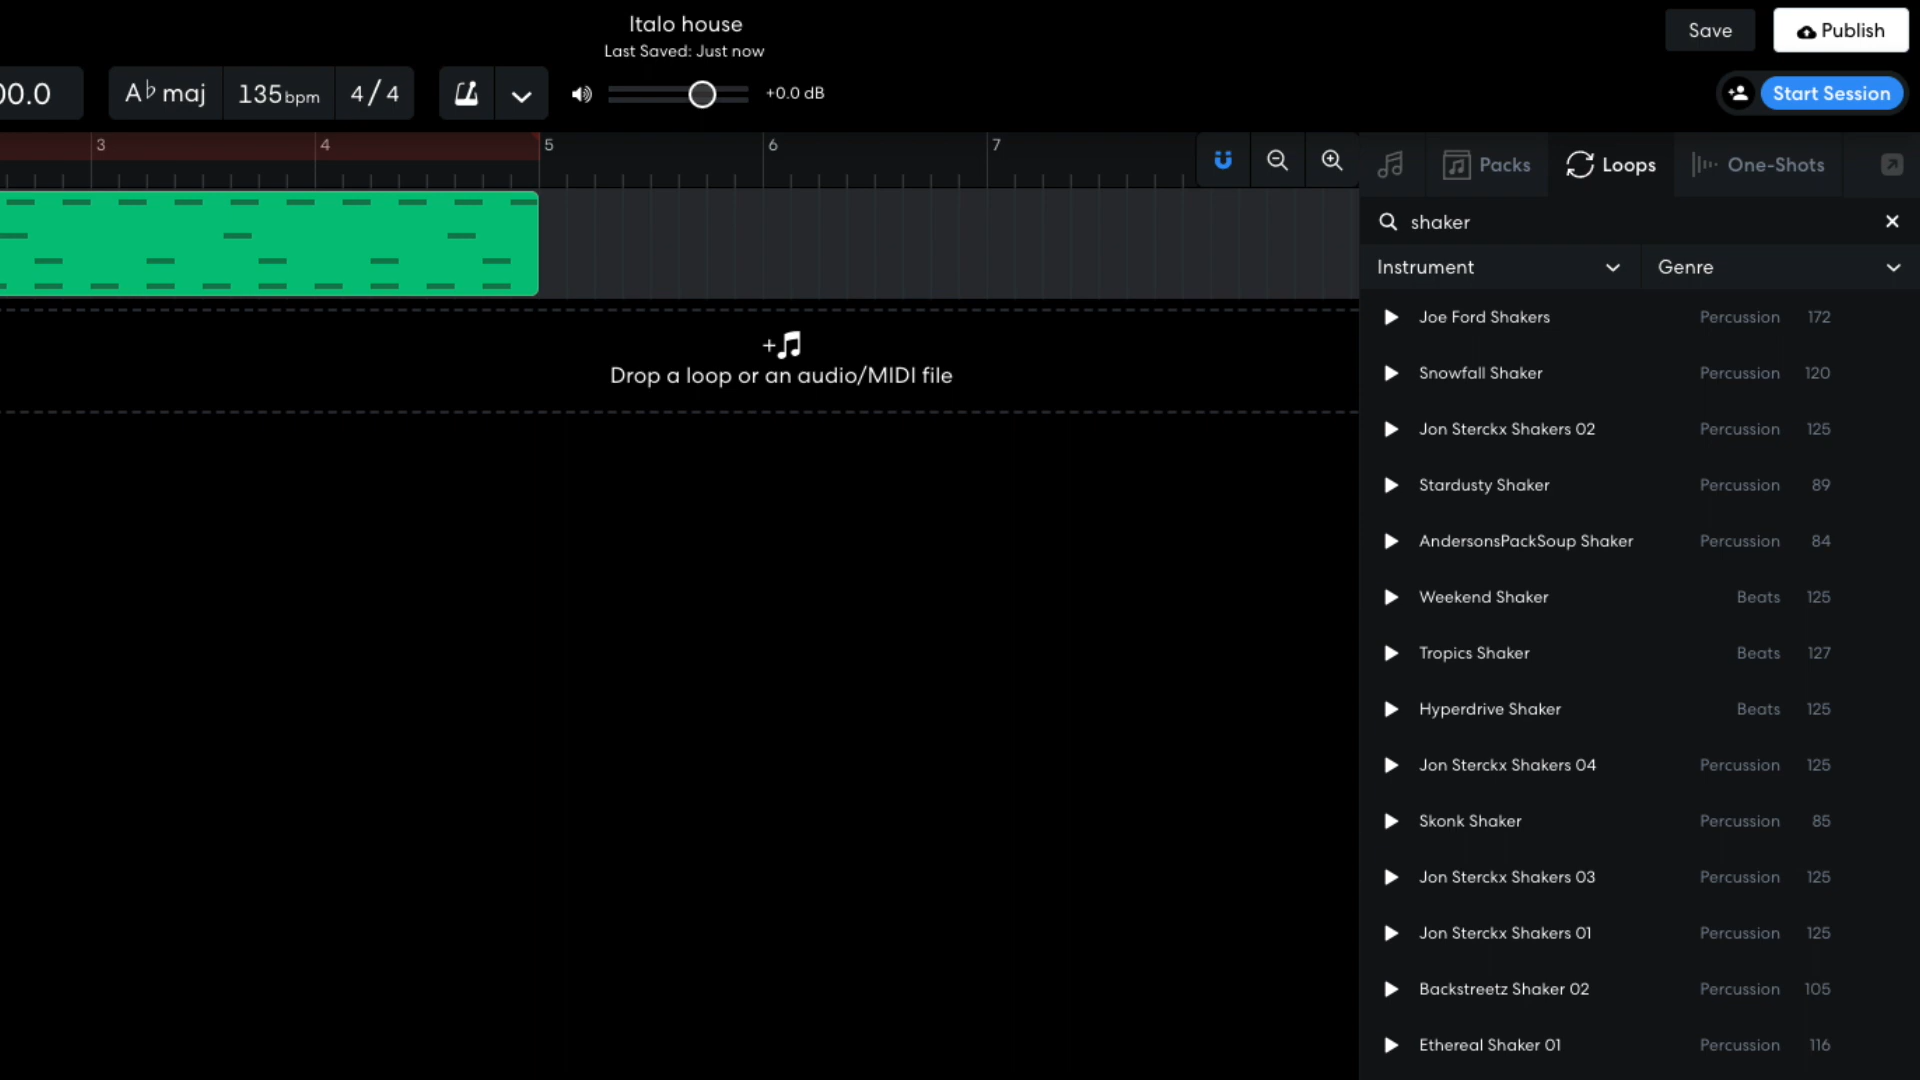 Italo house
Last Saved: Just now
Save
Publish
00.0
A♭ maj
135bpm
4/4
+0.0 dB
Start Session
3
4
5
6
7
Packs
Loops
One-Shots
shaker
Instrument
Genre
Drop a loop or an audio/MIDI file
Joe Ford Shakers Percussion 172
Snowfall Shaker Percussion 120
Jon Sterckx Shakers 02 Percussion 125
Stardusty Shaker Percussion 89
AndersonsPackSoup Shaker Percussion 84
Weekend Shaker Beats 125
Tropics Shaker Beats 127
Hyperdrive Shaker Beats 125
Jon Sterckx Shakers 04 Percussion 125
Skonk Shaker Percussion 85
Jon Sterckx Shakers 03 Percussion 125
Jon Sterckx Shakers 01 Percussion 125
Backstreetz Shaker 02 Percussion 105
Ethereal Shaker 01 Percussion 116